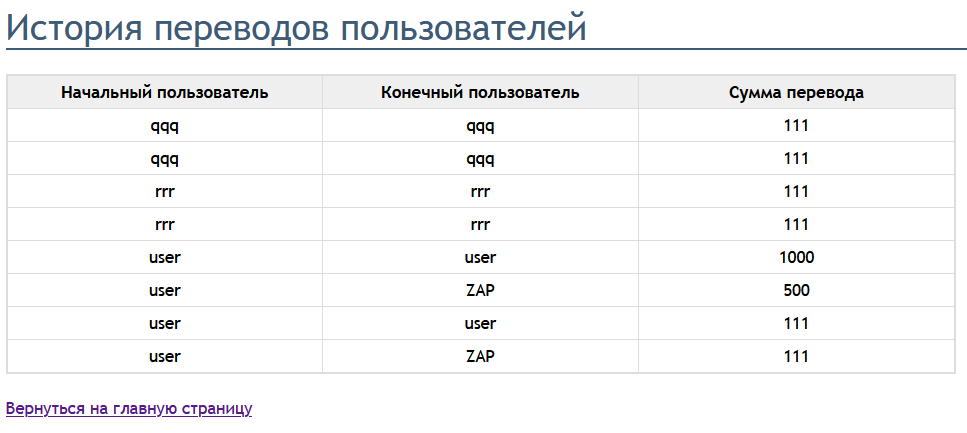 История переводов пользователей
Начальный пользователь Конечный пользователь Сумма перевода
qqq qqq 111
qqq qqq 111
rrr rrr 111
rrr rrr 111
user user 1000
user ZAP 500
user user 111
user ZAP 111
Вернуться на главную страницу